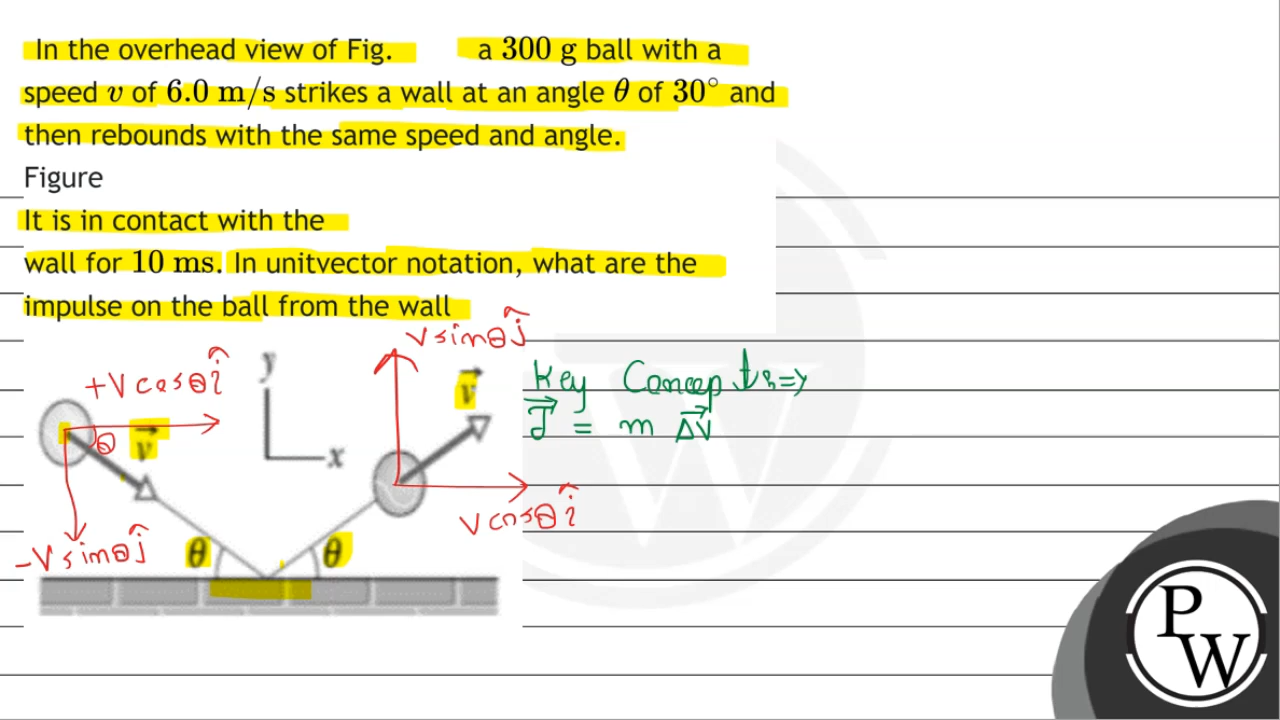 In the overhead view of Fig. a 300 g ball with a
speed v of 6.0 m/s strikes a wall at an angle θ of 30° and
then rebounds with the same speed and angle.
Figure
It is in contact with the
wall for 10 ms. In unitvector notation, what are the
impulse on the ball from the wall
V sinθ ĵ
+V cosθ î
y
v⃗
Key Concepts ⇒
J⃗ = m ΔV⃗
θ
v⃗
x
V cosθ î
-V sinθ ĵ
θ
θ
P
W